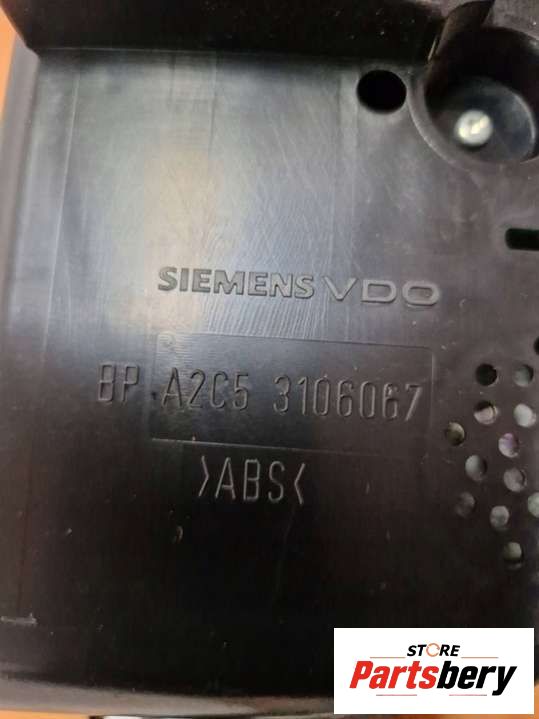 SIEMENS VDO
BP A2C5 3106067
>ABS<
STORE
Partsbery